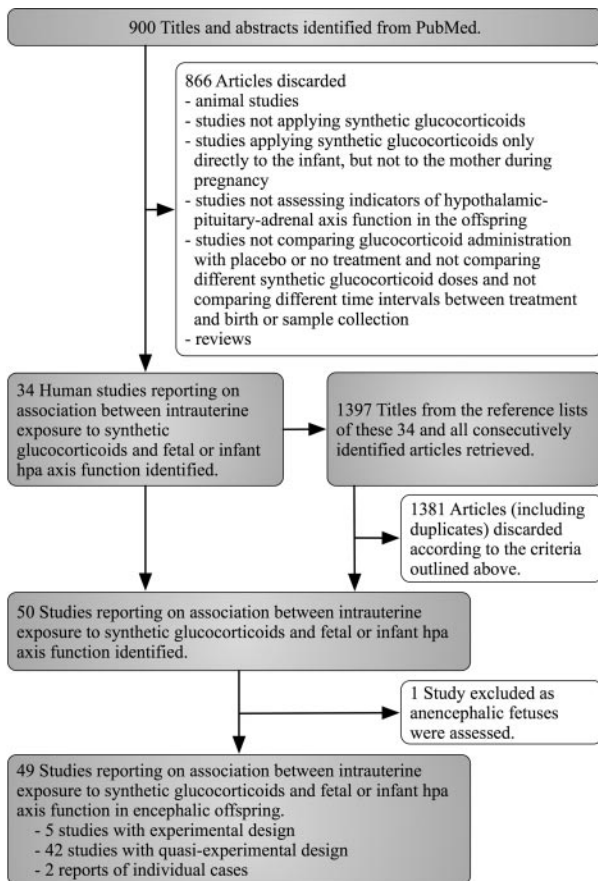 900 Titles and abstracts identified from PubMed.
866 Articles discarded
- animal studies
- studies not applying synthetic glucocorticoids
- studies applying synthetic glucocorticoids only
directly to the infant, but not to the mother during
pregnancy
- studies not assessing indicators of hypothalamic-
pituitary-adrenal axis function in the offspring
- studies not comparing glucocorticoid administration
with placebo or no treatment and not comparing
different synthetic glucocorticoid doses and not
comparing different time intervals between treatment
and birth or sample collection
- reviews
34 Human studies reporting on
association between intrauterine
exposure to synthetic
glucocorticoids and fetal or infant
hpa axis function identified.
1397 Titles from the reference lists
of these 34 and all consecutively
identified articles retrieved.
1381 Articles (including
duplicates) discarded
according to the criteria
outlined above.
50 Studies reporting on association between intrauterine
exposure to synthetic glucocorticoids and fetal or infant hpa
axis function identified.
1 Study excluded as
anencephalic fetuses
were assessed.
49 Studies reporting on association between intrauterine
exposure to synthetic glucocorticoids and fetal or infant hpa
axis function in encephalic offspring.
- 5 studies with experimental design
- 42 studies with quasi-experimental design
- 2 reports of individual cases